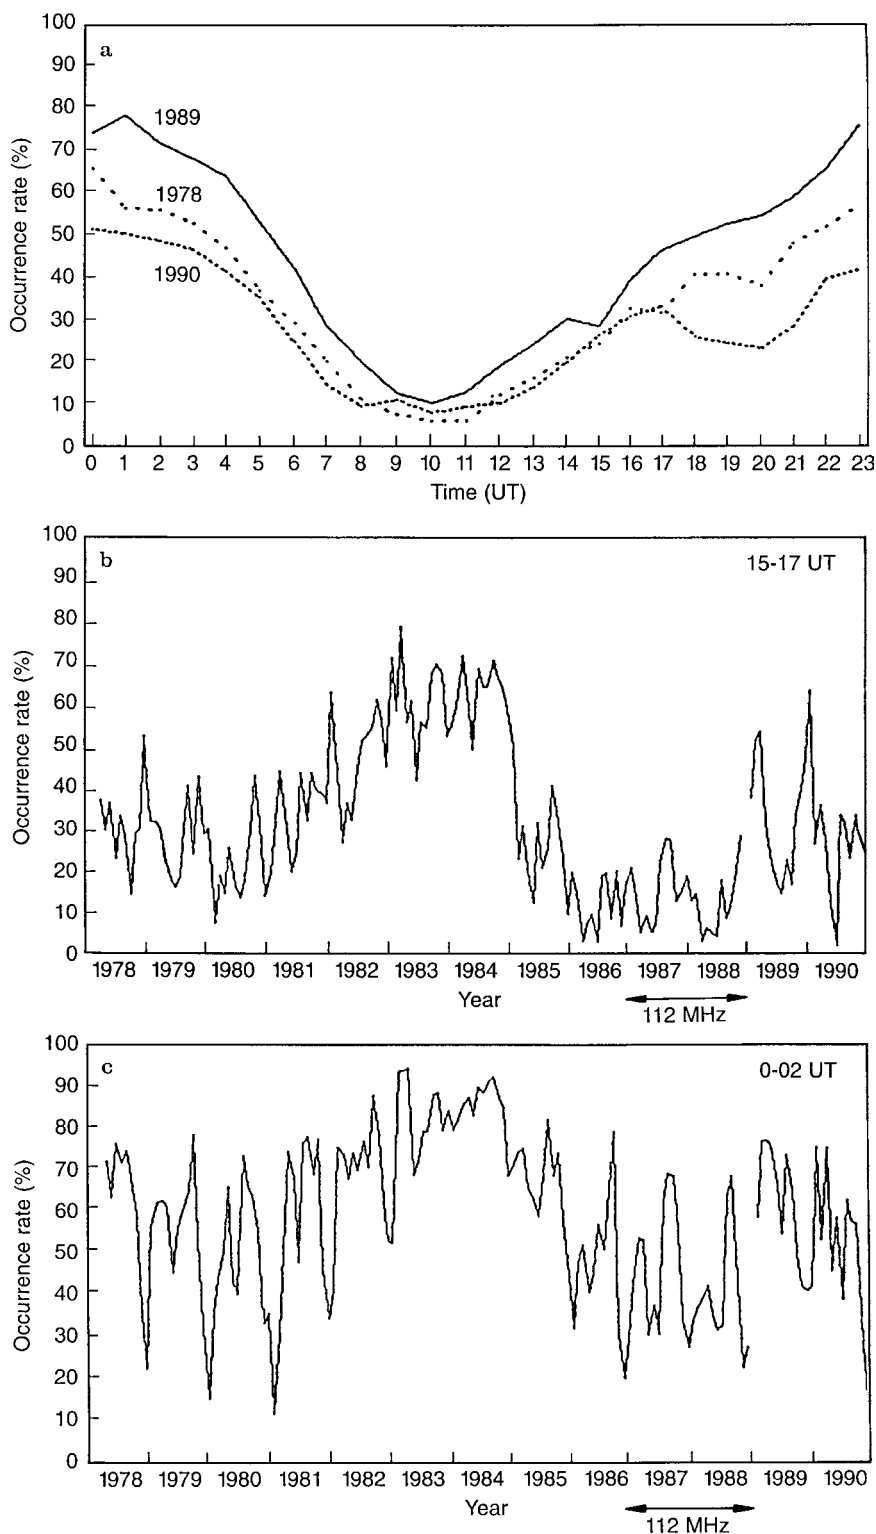 a
100
90
80
70
60
50
40
30
20
10
0
Occurrence rate (%)
1989
1978
1990
0 1 2 3 4 5 6 7 8 9 10 11 12 13 14 15 16 17 18 19 20 21 22 23
Time (UT)
b
15-17 UT
100
90
80
70
60
50
40
30
20
10
0
Occurrence rate (%)
1978 1979 1980 1981 1982 1983 1984 1985 1986 1987 1988 1989 1990
Year
112 MHz
c
0-02 UT
100
90
80
70
60
50
40
30
20
10
0
Occurrence rate (%)
1978 1979 1980 1981 1982 1983 1984 1985 1986 1987 1988 1989 1990
Year
112 MHz